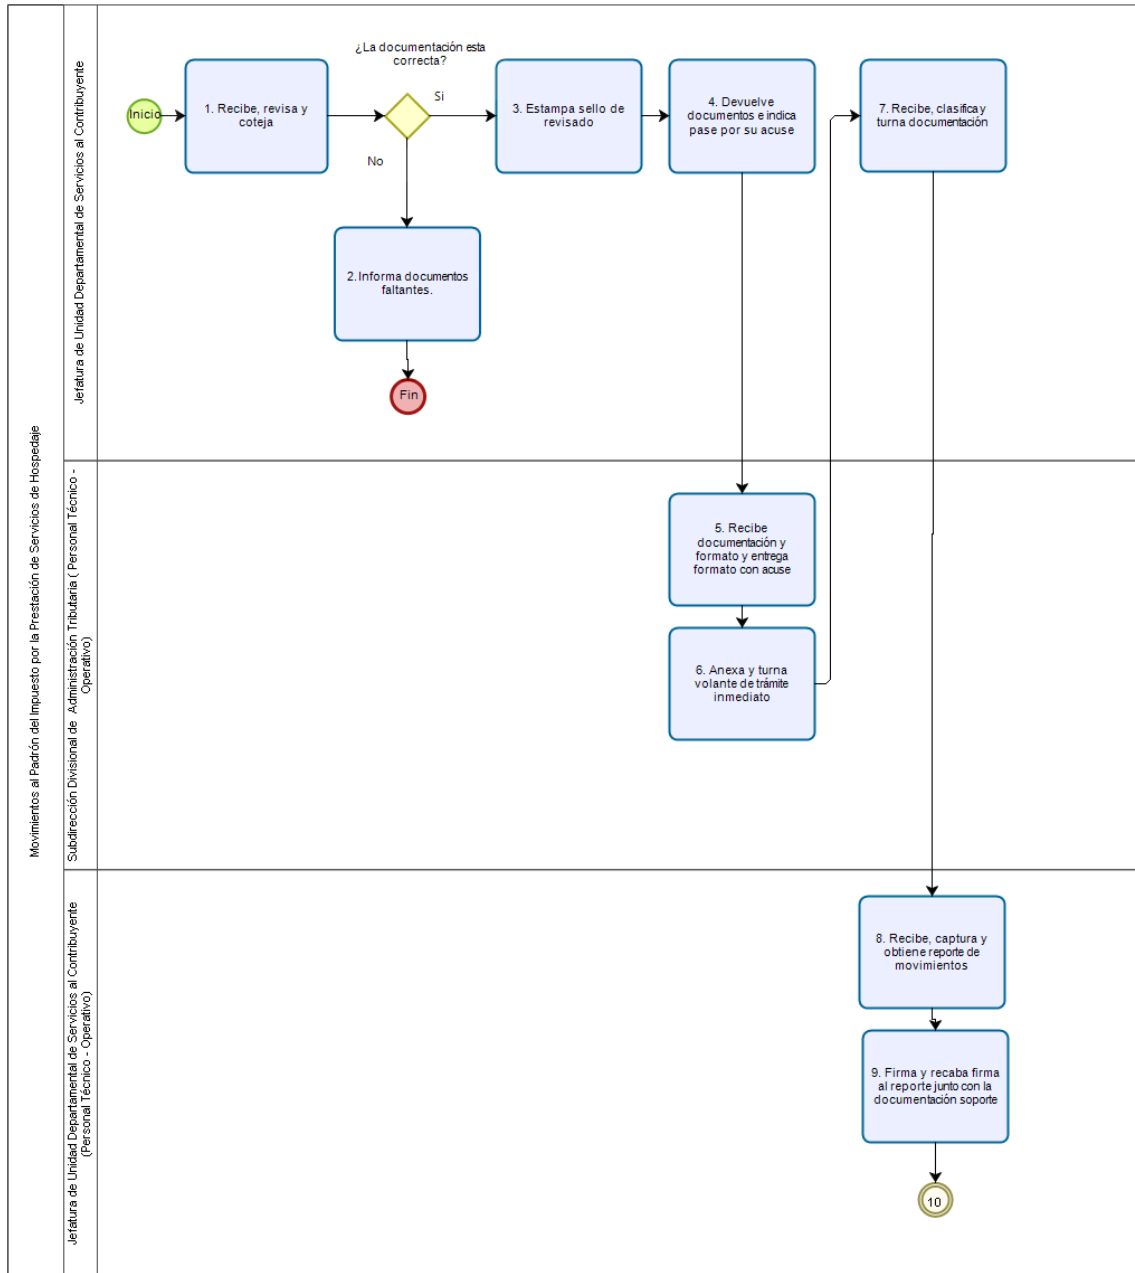 Movimientos al Padrón del Impuesto por la Prestación de Servicios de Hospedaje
Jefatura de Unidad Departamental de Servicios al Contribuyente
Inicio
1. Recibe, revisa y
coteja
¿La documentación esta
correcta?
Si
No
2. Informa documentos
faltantes.
Fin
3. Estampa sello de
revisado
4. Devuelve
documentos e indica
pase por su acuse
7. Recibe, clasifica y
turna documentación
Subdirección Divisional de Administración Tributaria ( Personal Técnico -
Operativo)
5. Recibe
documentación y
formato y entrega
formato con acuse
6. Anexa y turna
volante de trámite
inmediato
Jefatura de Unidad Departamental de Servicios al Contribuyente
(Personal Técnico - Operativo)
8. Recibe, captura y
obtiene reporte de
movimientos
9. Firma y recaba firma
al reporte junto con la
documentación soporte
10